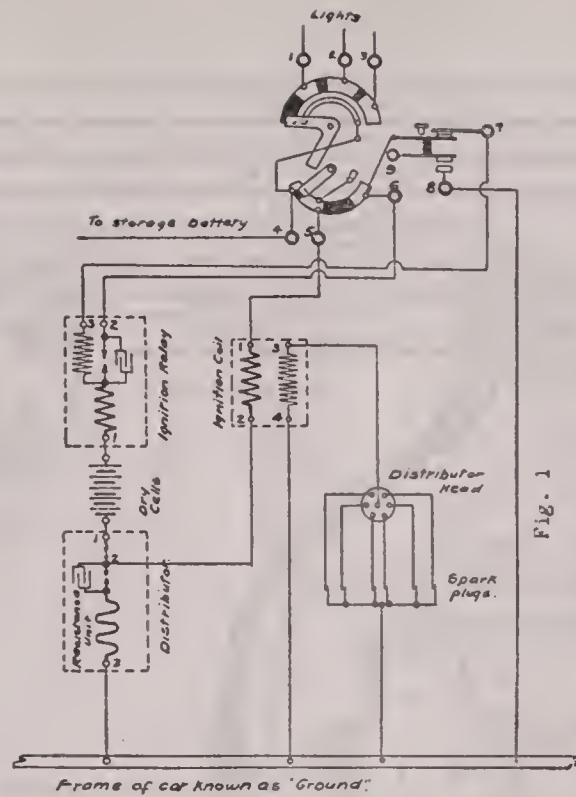 Lights
1 2 3
7
9
8
6
To storage battery 4 5
3 2
Ignition Relay
1
Dry Cells
1
2
Resistance Unit
Distributor
3
Ignition Coil
1 3
2 4
Distributor Head
Spark plugs.
Fig. 1
Frame of car known as "Ground".